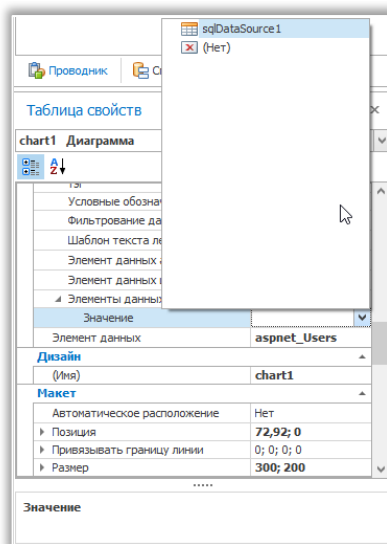 sqlDataSource1
(Нет)
Проводник
Таблица свойств
chart1 Диаграмма
Условные обознач
Фильтрование да
Шаблон текста ле
Элемент данных
Элемент данных
Элементы данных
Значение
Элемент данных aspnet_Users
Дизайн
(Имя) chart1
Макет
Автоматическое расположение Нет
Позиция 72,92; 0
Привязывать границу линии 0; 0; 0; 0
Размер 300; 200
Значение